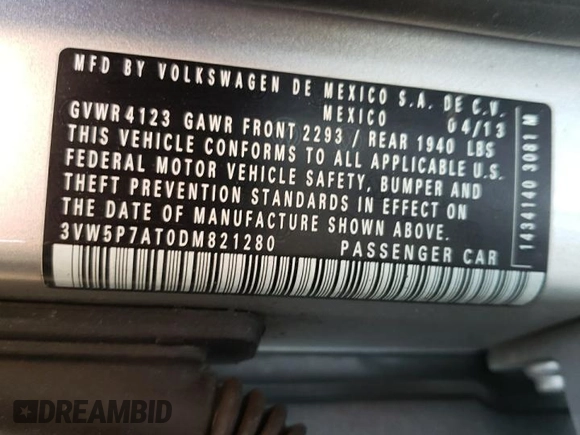 MFD BY VOLKSWAGEN DE MEXICO S.A. DE C.V.
MEXICO 04/13
GVWR 4123 GAWR FRONT 2293 / REAR 1940 LBS
THIS VEHICLE CONFORMS TO ALL APPLICABLE U.S.
FEDERAL MOTOR VEHICLE SAFETY, BUMPER AND
THEFT PREVENTION STANDARDS IN EFFECT ON
THE DATE OF MANUFACTURE SHOWN ABOVE.
3VW5P7AT0DM821280 PASSENGER CAR
1434140 3081 M
DREAMBID